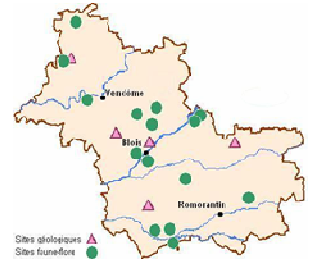 Vendôme
Blois
Romorantin
Sites géologiques
Sites faune-flore